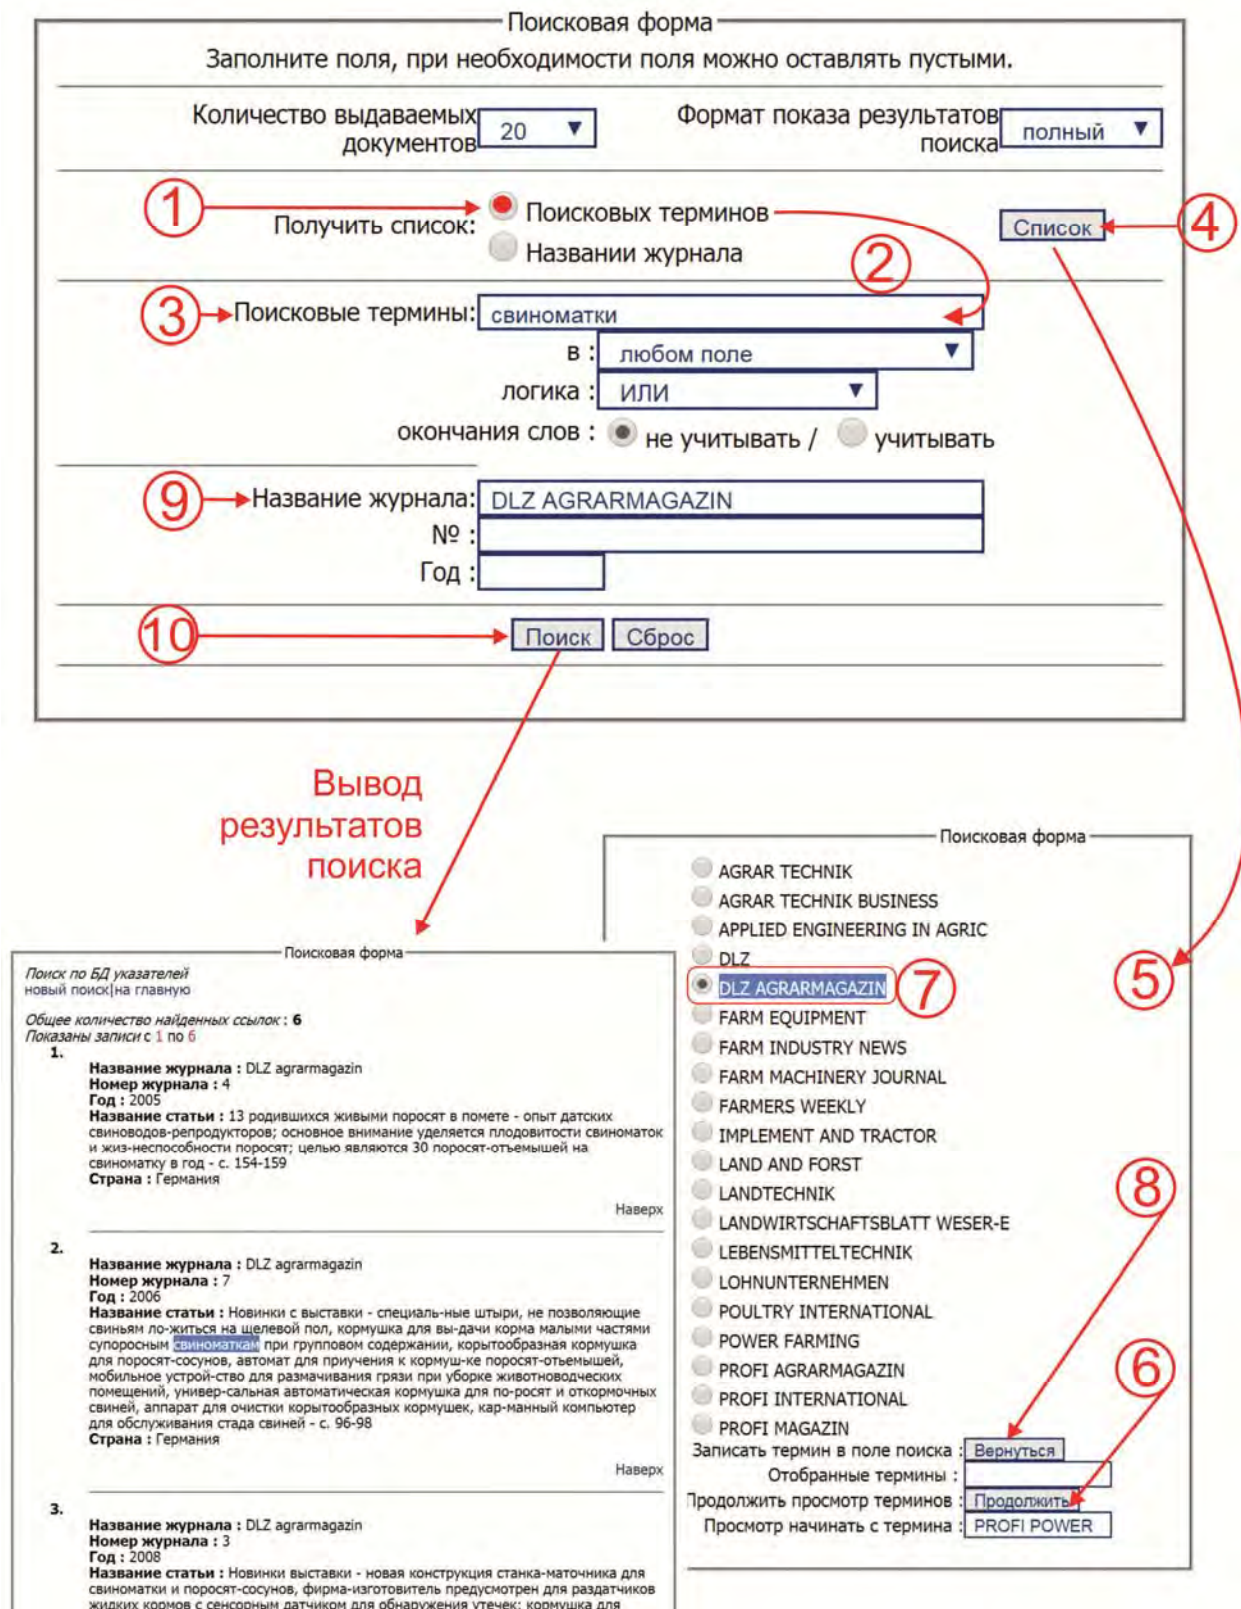 Поисковая форма
Заполните поля, при необходимости поля можно оставлять пустыми.
Количество выдаваемых документов 20 Формат показа результатов поиска полный
1
Получить список:
Поисковых терминов
Названии журнала
Список
4
2
3
Поисковые термины: свиноматки
в : любом поле
логика : ИЛИ
окончания слов : не учитывать / учитывать
9
Название журнала: DLZ AGRARMAGAZIN
№ :
Год :
10
Поиск Сброс
Вывод
результатов
поиска
Поисковая форма
AGRAR TECHNIK
AGRAR TECHNIK BUSINESS
APPLIED ENGINEERING IN AGRIC
DLZ
DLZ AGRARMAGAZIN
7
5
FARM EQUIPMENT
FARM INDUSTRY NEWS
FARM MACHINERY JOURNAL
FARMERS WEEKLY
IMPLEMENT AND TRACTOR
LAND AND FORST
LANDTECHNIK
8
LANDWIRTSCHAFTSBLATT WESER-E
LEBENSMITTELTECHNIK
LOHNUNTERNEHMEN
POULTRY INTERNATIONAL
POWER FARMING
PROFI AGRARMAGAZIN
6
PROFI INTERNATIONAL
PROFI MAGAZIN
Записать термин в поле поиска : Вернуться
Отобранные термины :
Продолжить просмотр терминов : Продолжить
Просмотр начинать с термина : PROFI POWER
Поисковая форма
Поиск по БД указателей
новый поиск|на главную
Общее количество найденных ссылок : 6
Показаны записи с 1 по 6
1.
Название журнала : DLZ agrarmagazin
Номер журнала : 4
Год : 2005
Название статьи : 13 родившихся живыми поросят в помете - опыт датских
свиноводов-репродукторов; основное внимание уделяется плодовитости свиноматок
и жиз-неспособности поросят; целью являются 30 поросят-отъемышей на
свиноматку в год - с. 154-159
Страна : Германия
Наверх
2.
Название журнала : DLZ agrarmagazin
Номер журнала : 7
Год : 2006
Название статьи : Новинки с выставки - специаль-ные штыри, не позволяющие
свиньям ло-житься на щелевой пол, кормушка для вы-дачи корма малыми частями
супоросным свиноматкам при групповом содержании, корытообразная кормушка
для поросят-сосунов, автомат для приучения к кормуш-ке поросят-отьемышей,
мобильное устрой-ство для размачивания грязи при уборке животноводческих
помещений, универ-сальная автоматическая кормушка для по-росят и откормочных
свиней, аппарат для очистки корытообразных кормушек, кар-манный компьютер
для обслуживания стада свиней - с. 96-98
Страна : Германия
Наверх
3.
Название журнала : DLZ agrarmagazin
Номер журнала : 3
Год : 2008
Название статьи : Новинки выставки - новая конструкция станка-маточника для
свиноматки и поросят-сосунов, фирма-изготовитель предусмотрен для раздатчиков
жидких кормов с сенсорным датчиком для обнаружения утечек; кормушка для